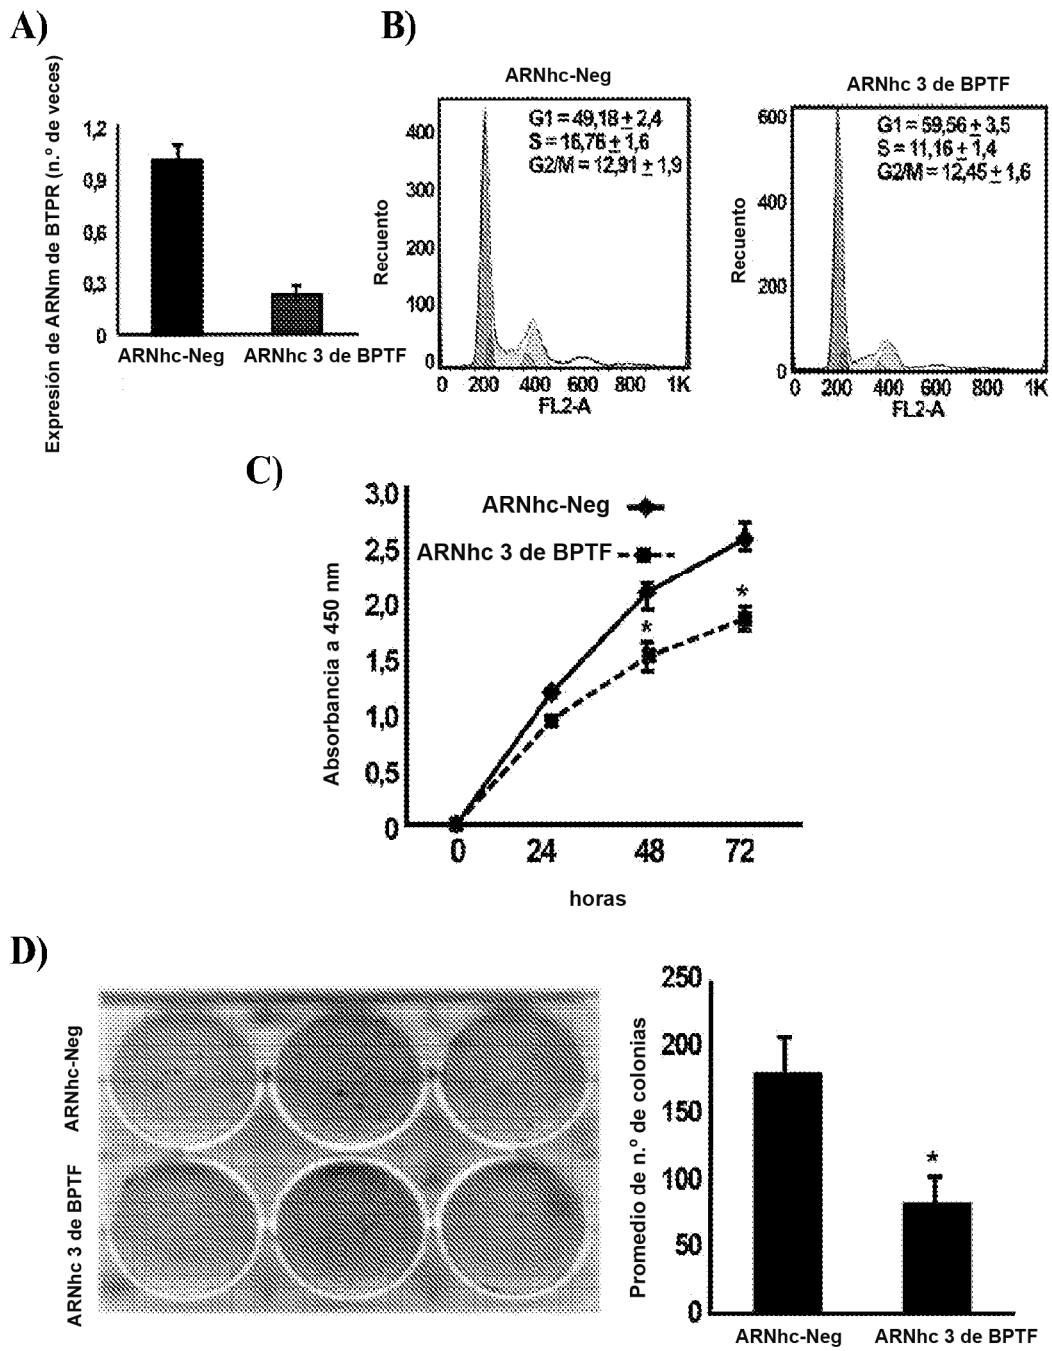 A)
Expresión de ARNm de BTPR (n.º de veces)
1,2
0,9
0,6
0,3
0
ARNhc-Neg
ARNhc 3 de BPTF
B)
ARNhc-Neg
G1 = 49,18 ± 2,4
S = 16,76 ± 1,6
G2/M = 12,91 ± 1,9
Recuento
400
300
200
100
0
0 200 400 600 800 1K
FL2-A
ARNhc 3 de BPTF
G1 = 59,56 ± 3,5
S = 11,16 ± 1,4
G2/M = 12,45 ± 1,6
Recuento
600
400
200
0
0 200 400 600 800 1K
FL2-A
C)
Absorbancia a 450 nm
3,0
2,5
2,0
1,5
1,0
0,5
0
ARNhc-Neg
ARNhc 3 de BPTF
*
*
0 24 48 72
horas
D)
ARNhc-Neg
ARNhc 3 de BPTF
Promedio de n.º de colonias
250
200
150
100
50
0
*
ARNhc-Neg
ARNhc 3 de BPTF